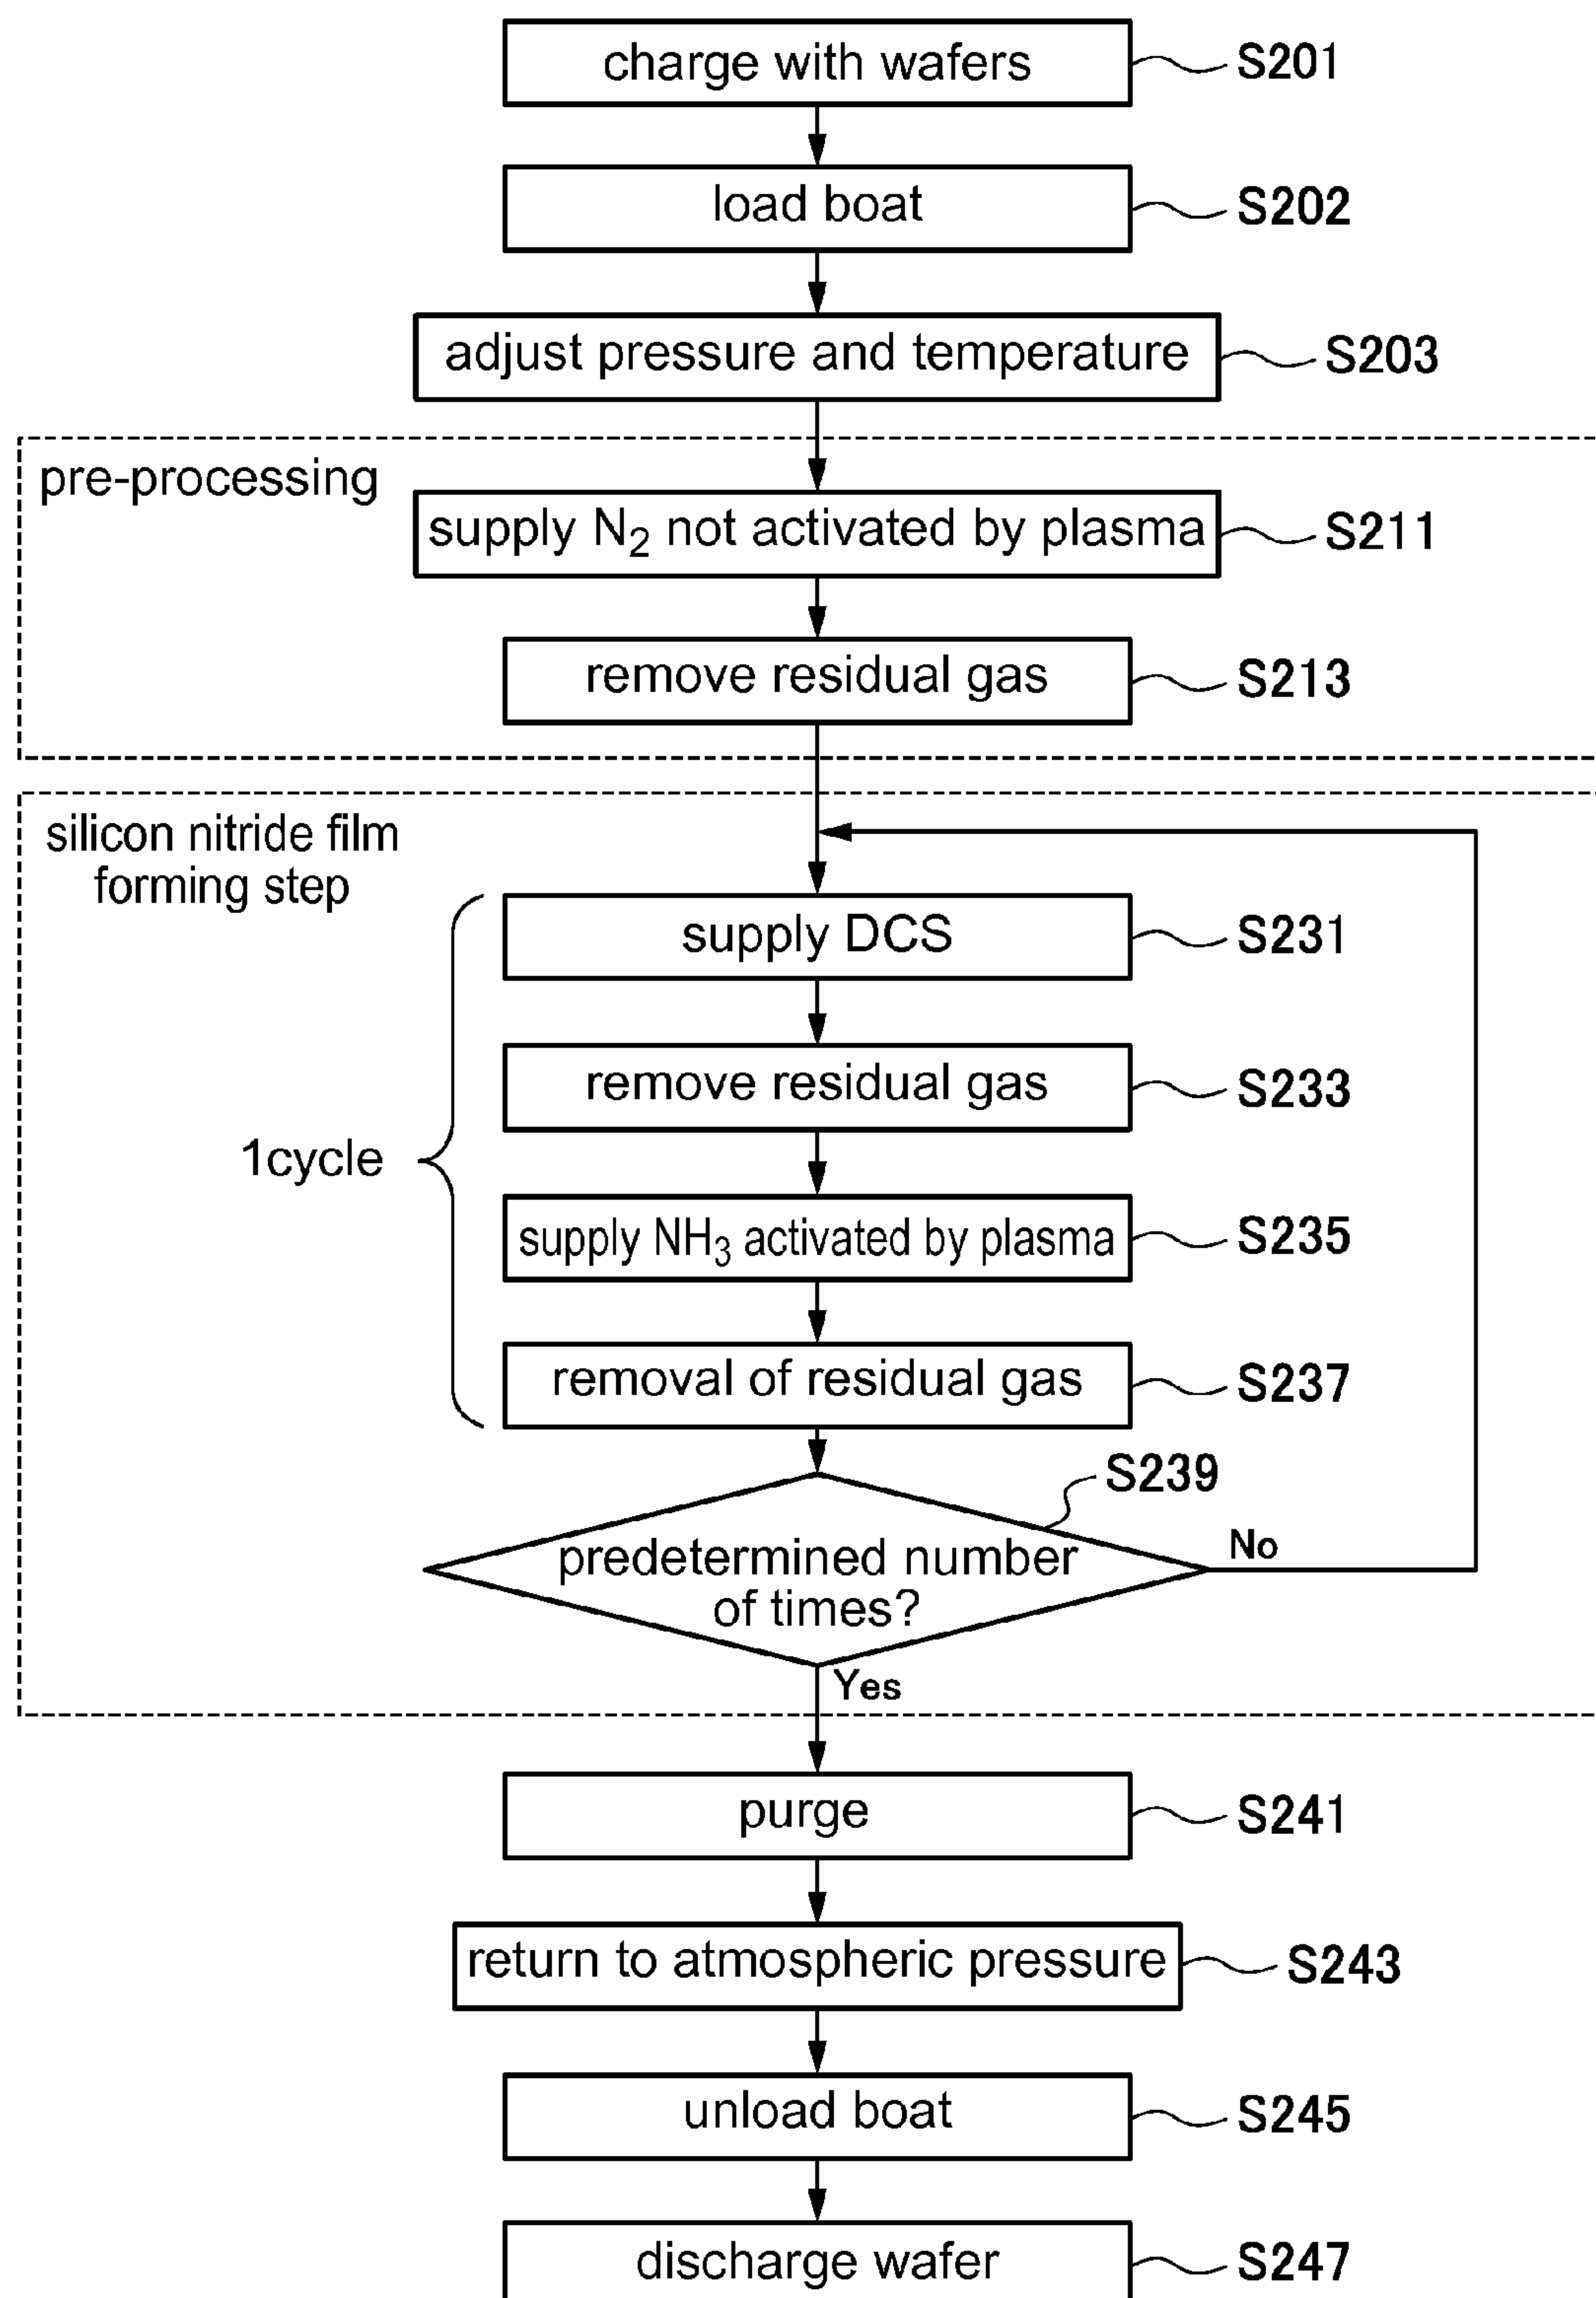 charge with wafers
S201
load boat
S202
adjust pressure and temperature
S203
pre-processing
supply N₂ not activated by plasma
S211
remove residual gas
S213
silicon nitride film
forming step
supply DCS
S231
remove residual gas
S233
1cycle
supply NH₃ activated by plasma
S235
removal of residual gas
S237
S239
predetermined number
of times?
No
Yes
purge
S241
return to atmospheric pressure
S243
unload boat
S245
discharge wafer
S247